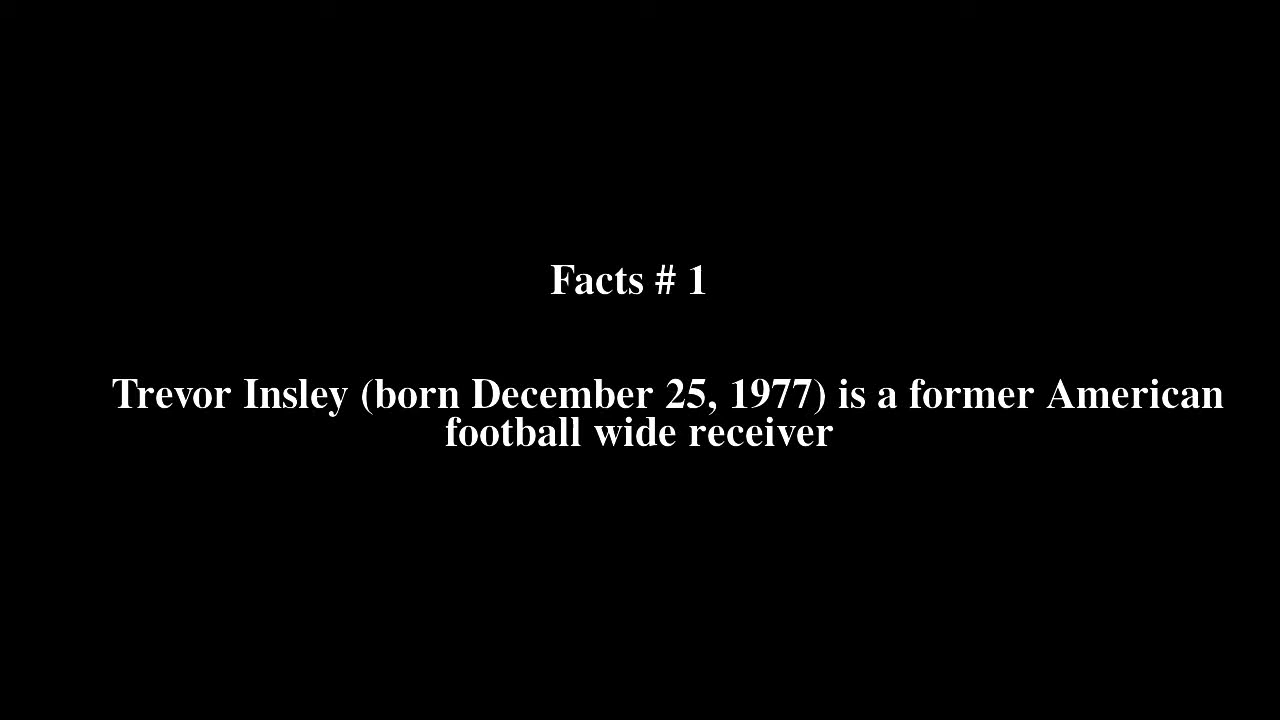 Facts # 1
Trevor Insley (born December 25, 1977) is a former American
football wide receiver